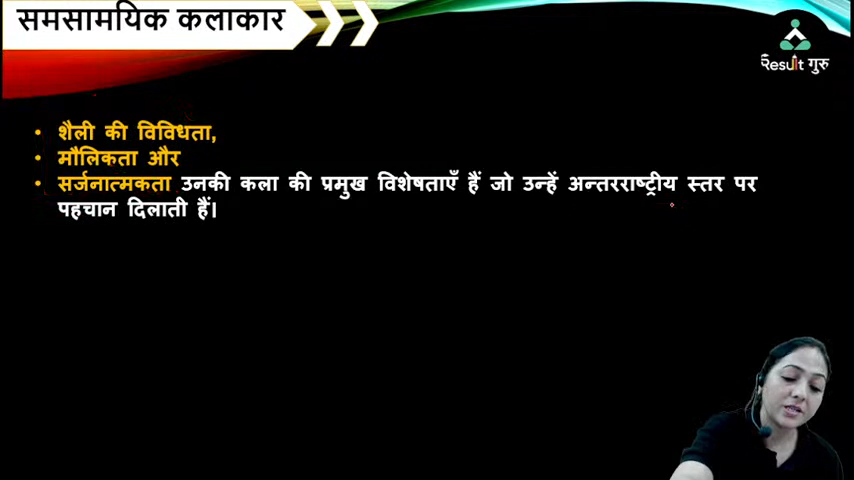 समसामयिक कलाकार
Result गुरु
• शैली की विविधता,
• मौलिकता और
• सर्जनात्मकता उनकी कला की प्रमुख विशेषताएँ हैं जो उन्हें अन्तरराष्ट्रीय स्तर पर
पहचान दिलाती हैं।